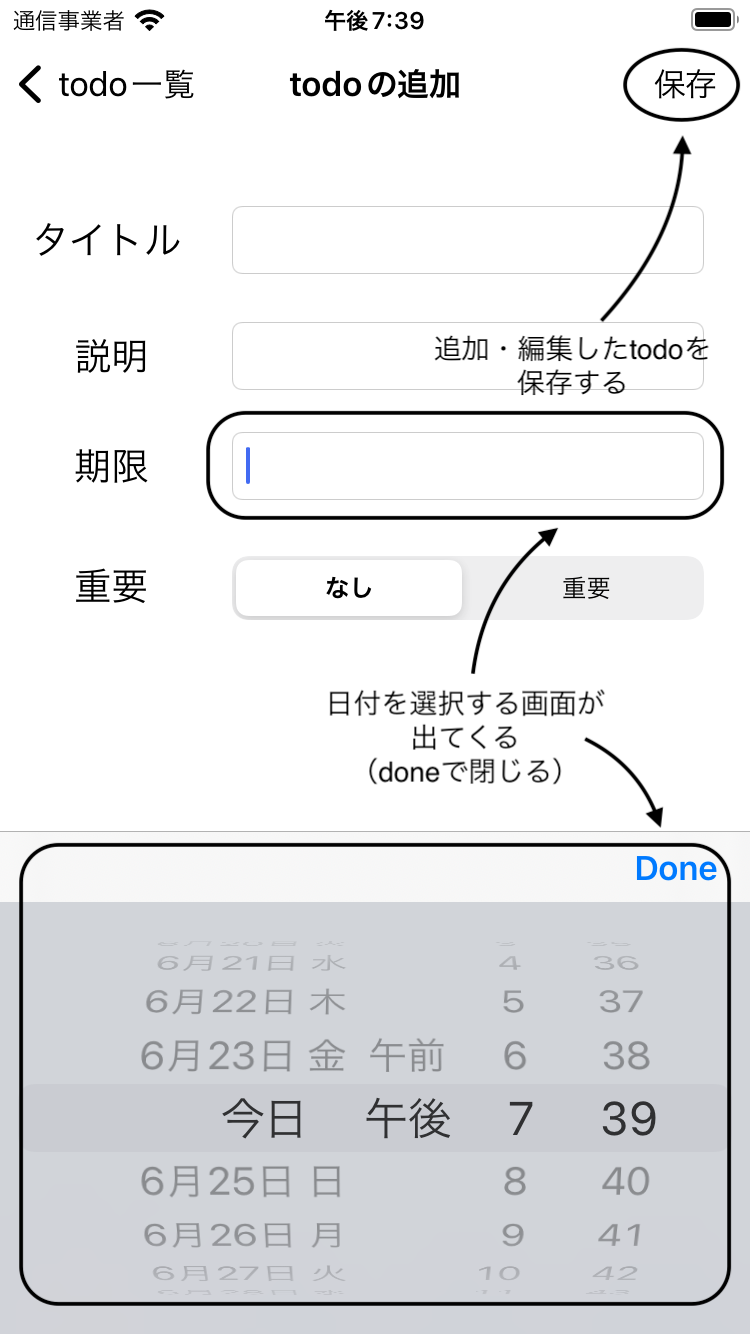 通信事業者 午後7:39
todo一覧 todoの追加 保存
タイトル
説明
追加・編集したtodoを
保存する
期限
重要 なし 重要
日付を選択する画面が
出てくる
（doneで閉じる）
Done
6月21日 水 4 36
6月22日 木 5 37
6月23日 金 午前 6 38
今日 午後 7 39
6月25日 日 8 40
6月26日 月 9 41
6月27日 火 10 42